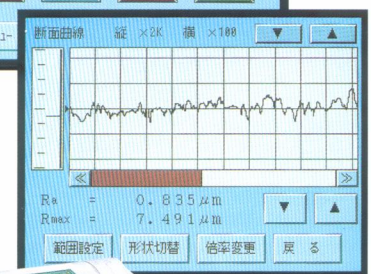 断面曲線 縦 ×2K 横 ×100 ▼ ▲
≪ ≫
Ra = 0.835μm
Rmax = 7.491μm ▼ ▲
範囲設定 形状切替 倍率変更 戻る